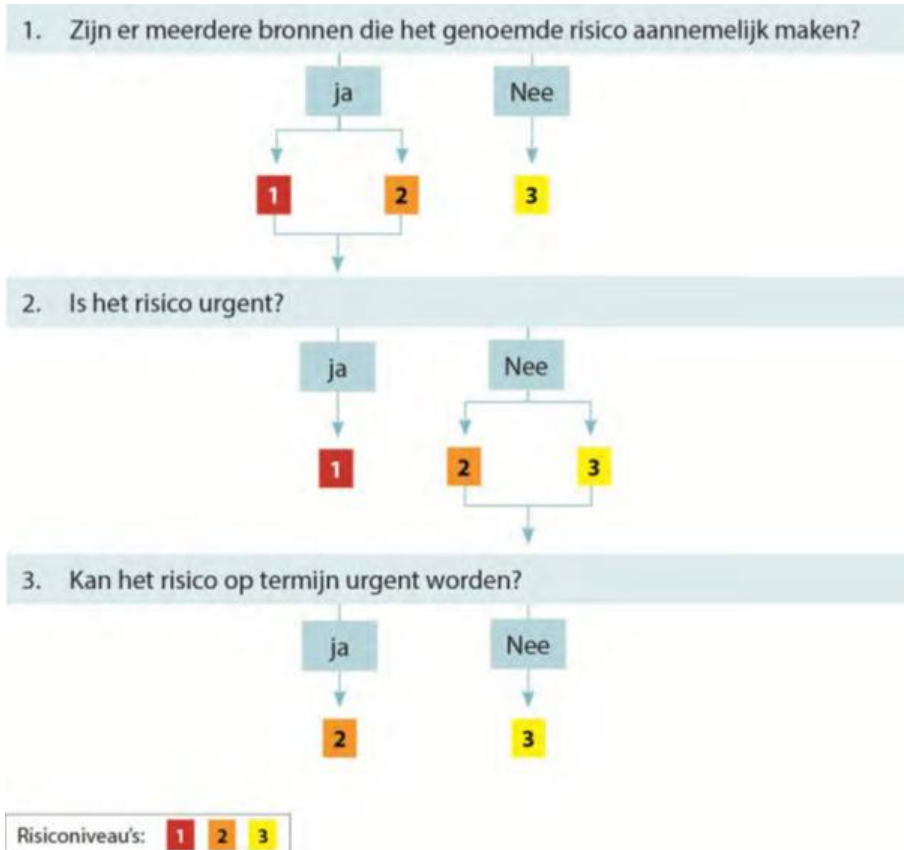 1. Zijn er meerdere bronnen die het genoemde risico aannemelijk maken?
ja Nee
1 2 3
2. Is het risico urgent?
ja Nee
1 2 3
3. Kan het risico op termijn urgent worden?
ja Nee
2 3
Risiconiveau's: 1 2 3